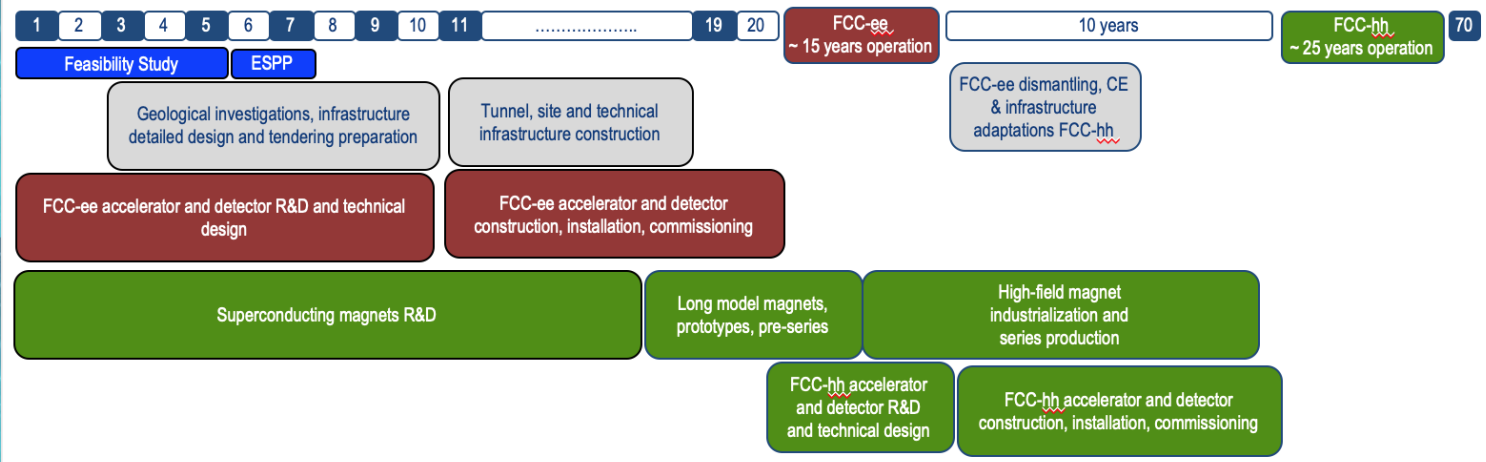 1 2 3 4 5 6 7 8 9 10 11 ................... 19 20
FCC-ee
~ 15 years operation
10 years
FCC-hh
~ 25 years operation
70
Feasibility Study
ESPP
Geological investigations, infrastructure
detailed design and tendering preparation
Tunnel, site and technical
infrastructure construction
FCC-ee dismantling, CE
& infrastructure
adaptations FCC-hh
FCC-ee accelerator and detector R&D and technical
design
FCC-ee accelerator and detector
construction, installation, commissioning
Superconducting magnets R&D
Long model magnets,
prototypes, pre-series
High-field magnet
industrialization and
series production
FCC-hh accelerator
and detector R&D
and technical design
FCC-hh accelerator and detector
construction, installation, commissioning